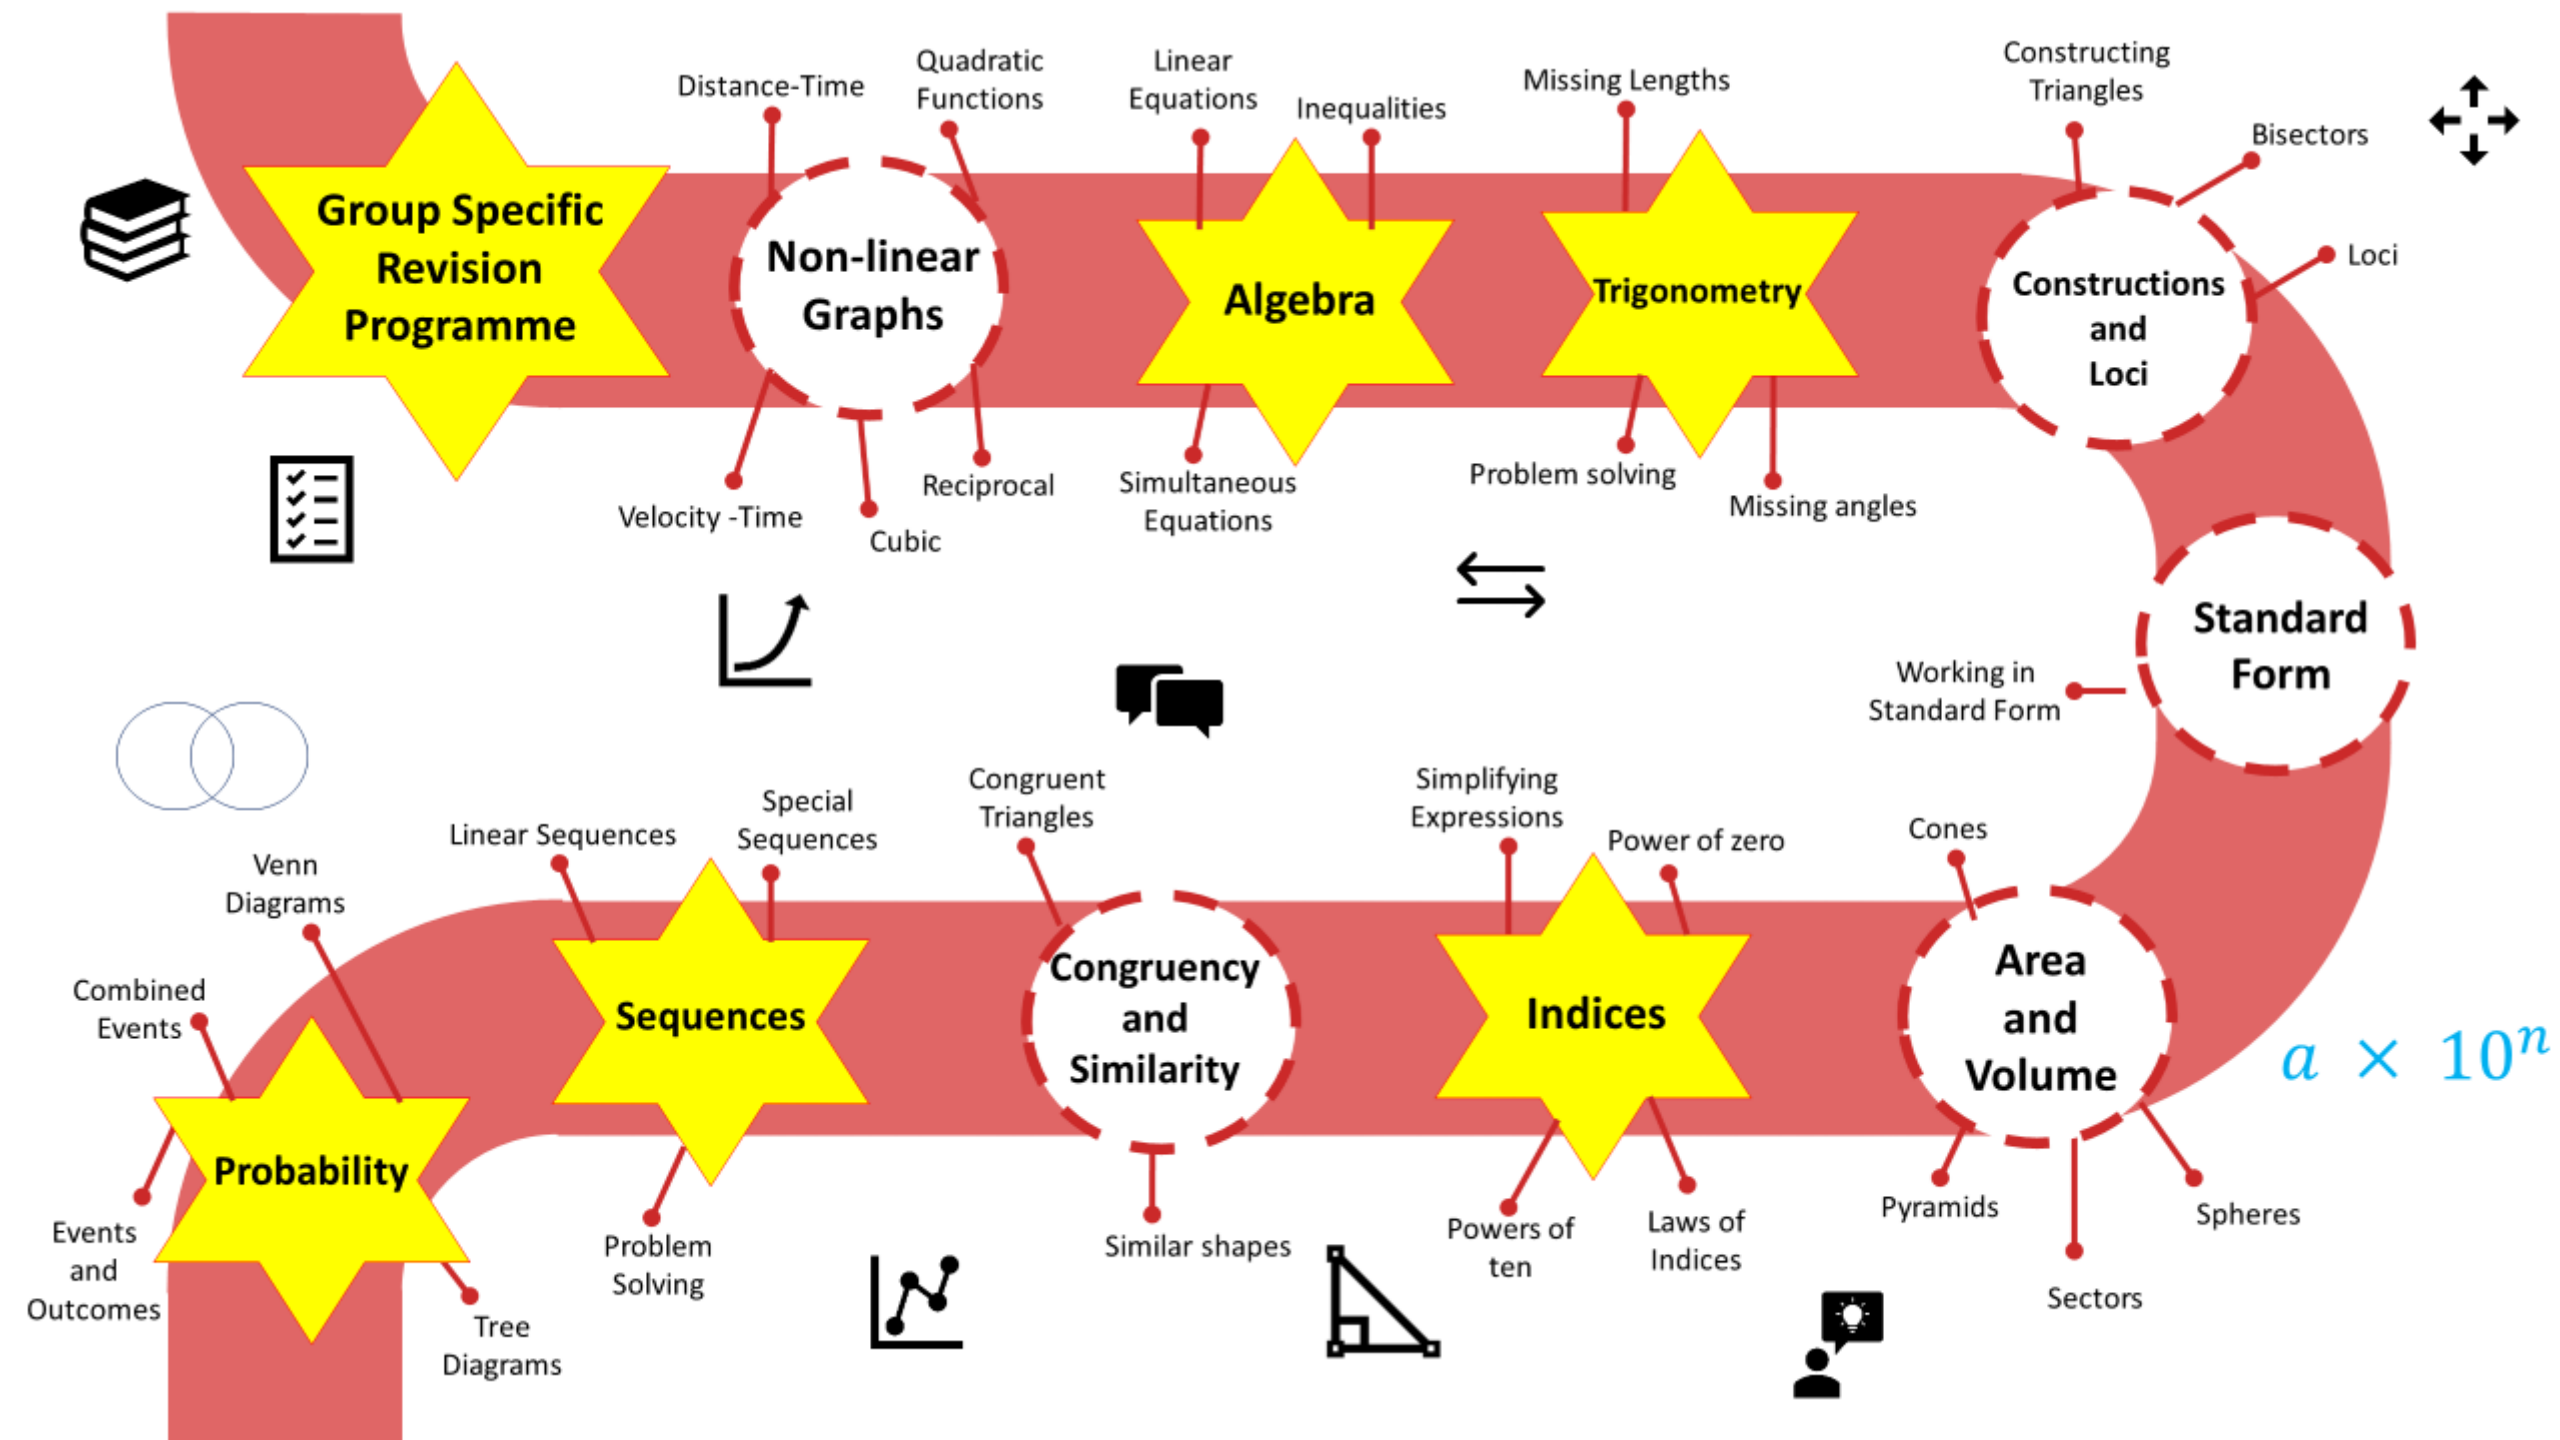 Distance-Time
Quadratic
Functions
Linear
Equations
Inequalities
Missing Lengths
Constructing
Triangles
Bisectors
Loci
Group Specific
Revision
Programme
Non-linear
Graphs
Algebra
Trigonometry
Constructions
and
Loci
Velocity -Time
Cubic
Reciprocal
Simultaneous
Equations
Problem solving
Missing angles
Standard
Form
Working in
Standard Form
Venn
Diagrams
Linear Sequences
Special
Sequences
Congruent
Triangles
Simplifying
Expressions
Power of zero
Cones
Combined
Events
Probability
Sequences
Congruency
and
Similarity
Indices
Area
and
Volume
a × 10ⁿ
Events
and
Outcomes
Tree
Diagrams
Problem
Solving
Similar shapes
Powers of
ten
Laws of
Indices
Pyramids
Sectors
Spheres